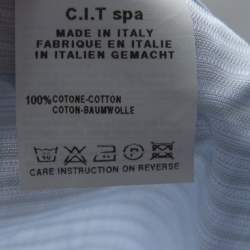 C.I.T spa
MADE IN ITALY
FABRIQUE EN ITALIE
IN ITALIEN GEMACHT
100% COTONE-COTTON
COTON-BAUMWOLLE
CARE INSTRUCTION ON REVERSE